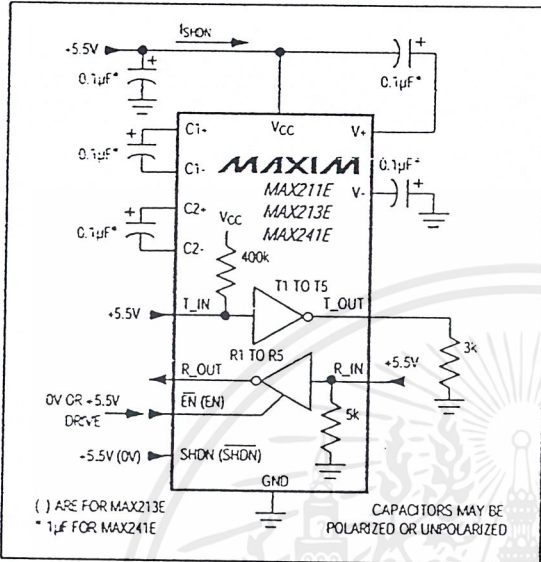 ISHDN
+5.5V
0.1µF*
0.1µF*
VCC
V+
C1+
0.1µF*
C1-
MAXIM
MAX211E
MAX213E
MAX241E
0.1µF*
V-
C2+
0.1µF*
C2-
VCC
400k
T1 TO T5
+5.5V
T_IN
T_OUT
3k
R1 TO R5
R_OUT
R_IN
+5.5V
5k
0V OR +5.5V
DRIVE
EN (EN)
+5.5V (0V)
SHDN (SHDN)
GND
( ) ARE FOR MAX213E
* 1µF FOR MAX241E
CAPACITORS MAY BE
POLARIZED OR UNPOLARIZED